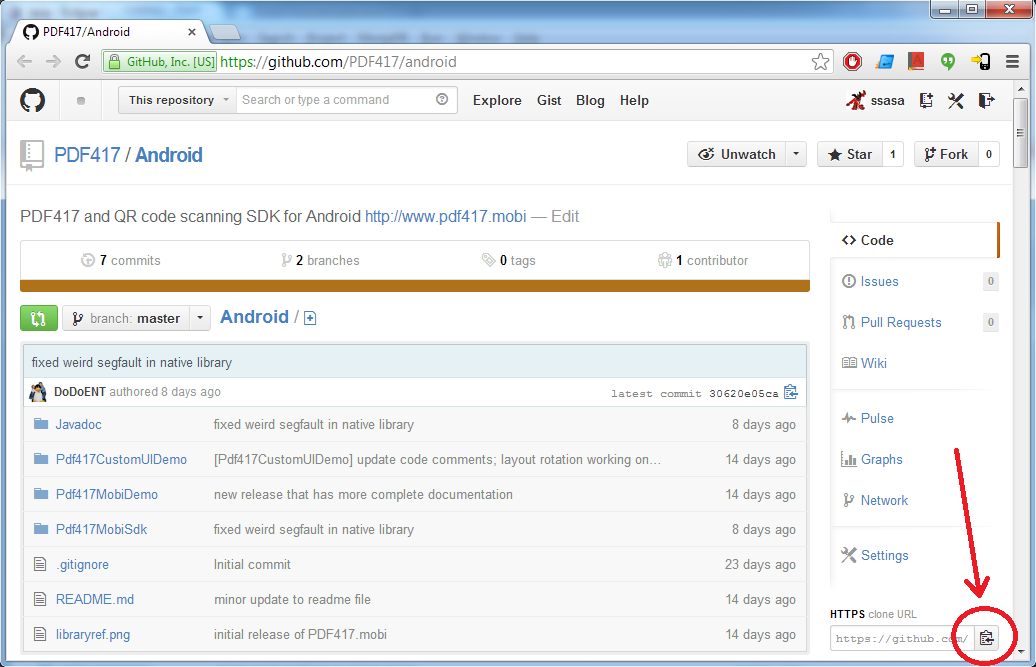 PDF417/Android
GitHub, Inc. [US] https://github.com/PDF417/android
This repository Search or type a command Explore Gist Blog Help ssasa
PDF417 / Android Unwatch Star 1 Fork 0
PDF417 and QR code scanning SDK for Android http://www.pdf417.mobi — Edit
7 commits 2 branches 0 tags 1 contributor
branch: master Android /
fixed weird segfault in native library
DoDoENT authored 8 days ago latest commit 30620e05ca
Javadoc fixed weird segfault in native library 8 days ago
Pdf417CustomUIDemo [Pdf417CustomUIDemo] update code comments; layout rotation working on… 14 days ago
Pdf417MobiDemo new release that has more complete documentation 14 days ago
Pdf417MobiSdk fixed weird segfault in native library 8 days ago
.gitignore Initial commit 23 days ago
README.md minor update to readme file 14 days ago
libraryref.png initial release of PDF417.mobi 14 days ago
Code
Issues 0
Pull Requests 0
Wiki
Pulse
Graphs
Network
Settings
HTTPS clone URL
https://github.com/